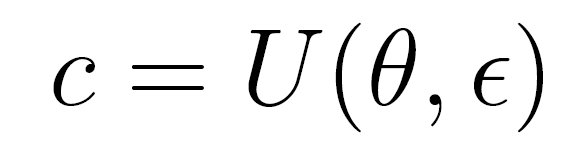 c = U(θ, ϵ)